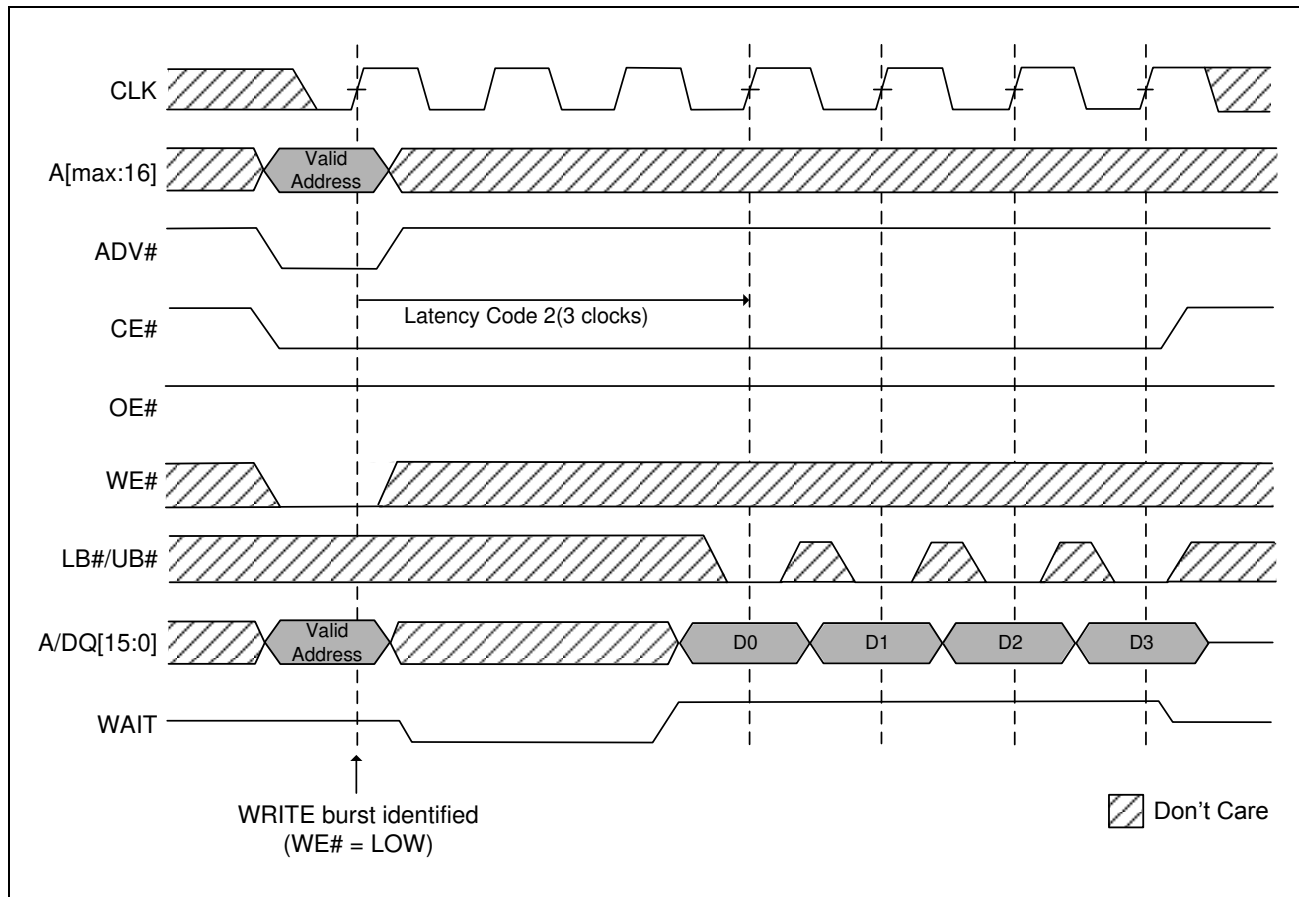 CLK
A[max:16]
Valid
Address
ADV#
CE#
Latency Code 2(3 clocks)
OE#
WE#
LB#/UB#
A/DQ[15:0]
Valid
Address
D0
D1
D2
D3
WAIT
WRITE burst identified
(WE# = LOW)
Don't Care